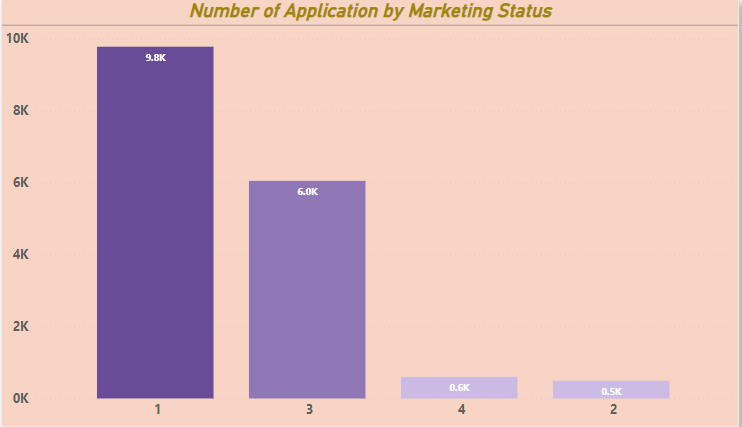 Number of Application by Marketing Status
10K
9.8K
8K
6K
6.0K
4K
2K
0.6K
0.5K
0K
1 3 4 2